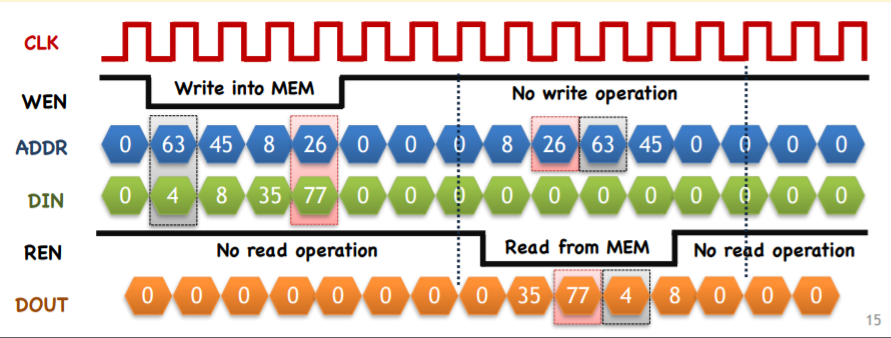 CLK
WEN Write into MEM No write operation
ADDR 0 63 45 8 26 0 0 0 8 26 63 45 0 0 0 0
DIN 0 4 8 35 77 0 0 0 0 0 0 0 0 0 0 0
REN No read operation Read from MEM No read operation
DOUT 0 0 0 0 0 0 0 0 35 77 4 8 0 0 0
15